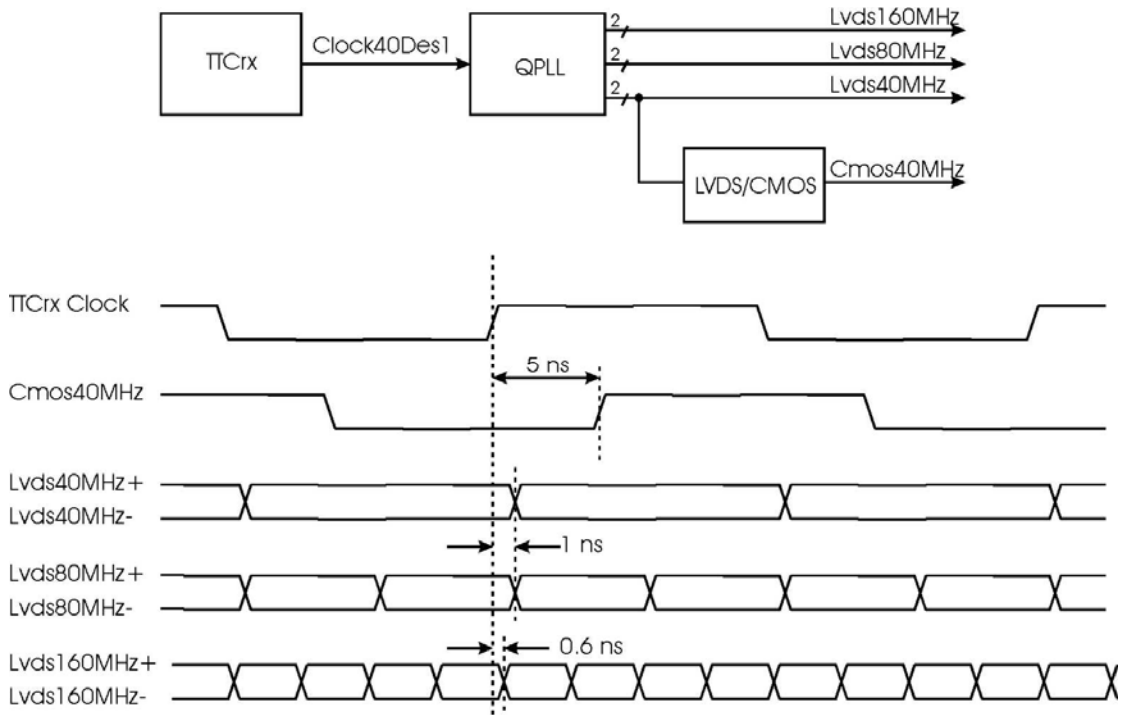 TTCrx
Clock40Des1
QPLL
2
Lvds160MHz
2
Lvds80MHz
2
Lvds40MHz
LVDS/CMOS
Cmos40MHz
TTCrx Clock
5 ns
Cmos40MHz
Lvds40MHz+
Lvds40MHz-
1 ns
Lvds80MHz+
Lvds80MHz-
0.6 ns
Lvds160MHz+
Lvds160MHz-